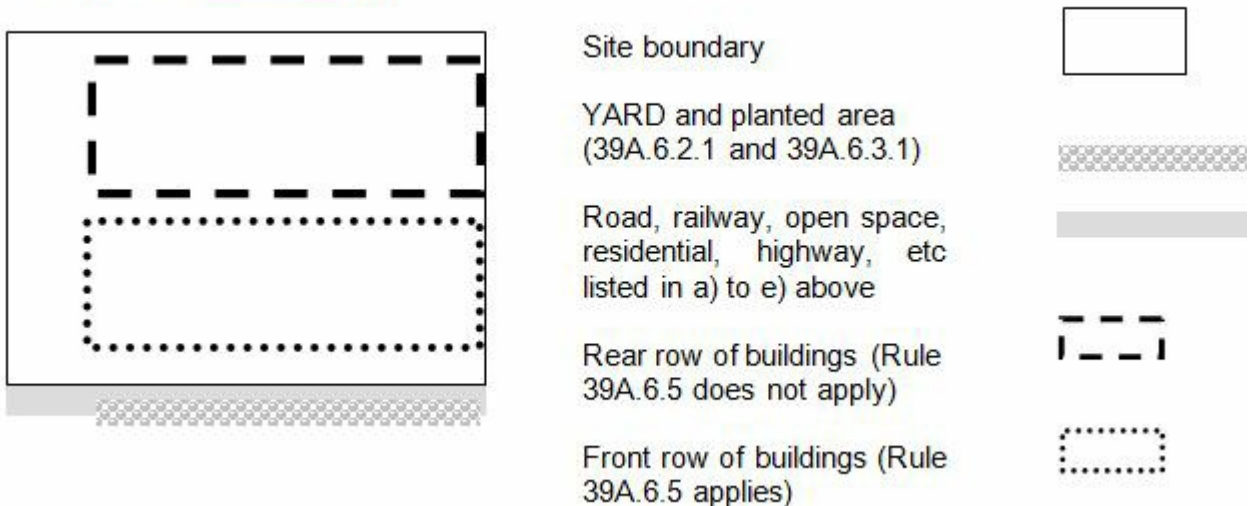 Site boundary
YARD and planted area
(39A.6.2.1 and 39A.6.3.1)
Road, railway, open space,
residential, highway, etc
listed in a) to e) above
Rear row of buildings (Rule
39A.6.5 does not apply)
Front row of buildings (Rule
39A.6.5 applies)